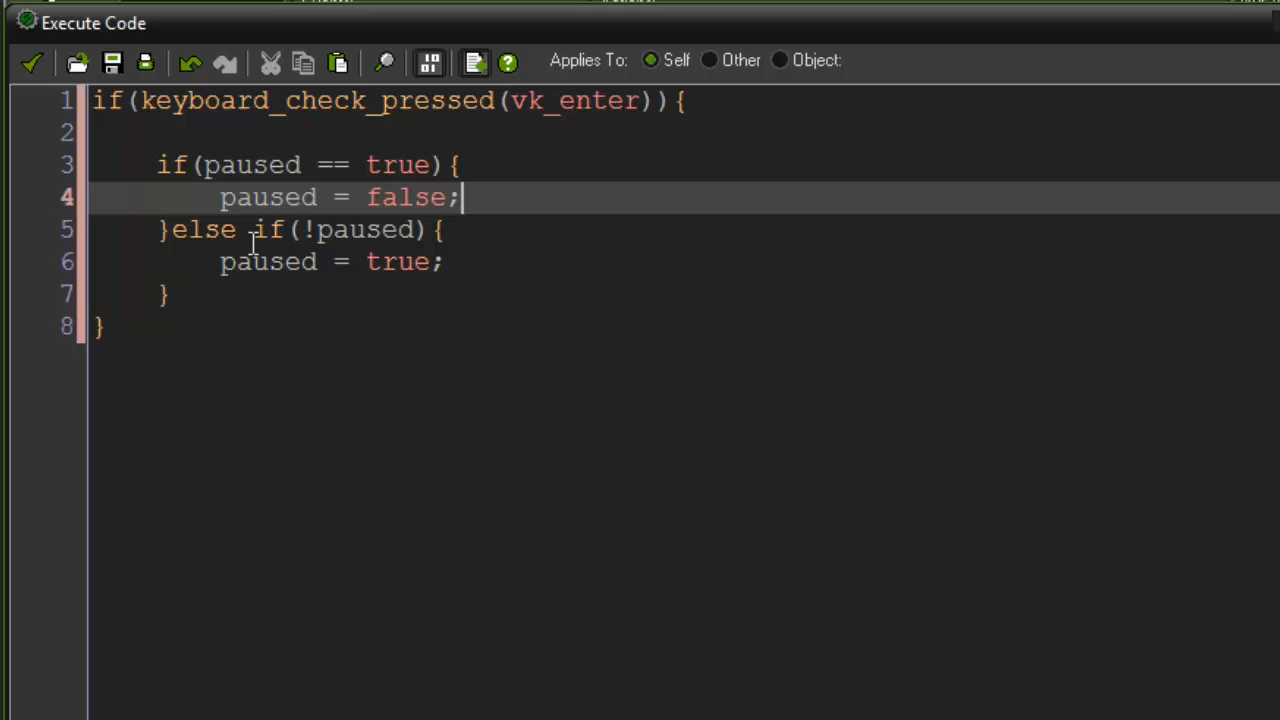 Execute Code
Applies To: Self Other Object:
1 if(keyboard_check_pressed(vk_enter)){
2
3     if(paused == true){
4         paused = false;
5     }else if(!paused){
6         paused = true;
7     }
8 }